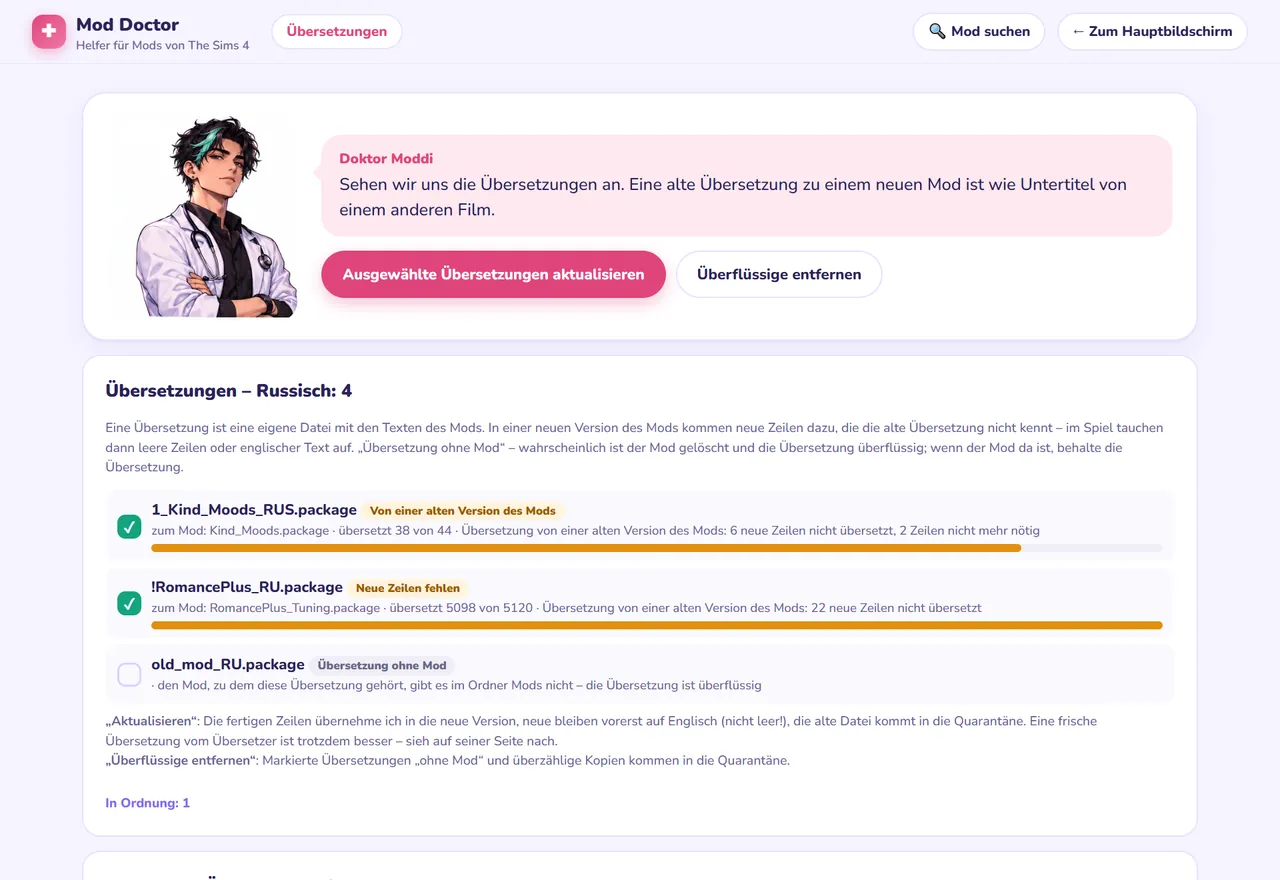 Mod Doctor
Helfer für Mods von The Sims 4
Übersetzungen
🔍 Mod suchen
← Zum Hauptbildschirm
Doktor Moddi
Sehen wir uns die Übersetzungen an. Eine alte Übersetzung zu einem neuen Mod ist wie Untertitel von
einem anderen Film.
Ausgewählte Übersetzungen aktualisieren
Überflüssige entfernen
Übersetzungen – Russisch: 4
Eine Übersetzung ist eine eigene Datei mit den Texten des Mods. In einer neuen Version des Mods kommen neue Zeilen dazu, die die alte Übersetzung nicht kennt – im Spiel tauchen
dann leere Zeilen oder englischer Text auf. „Übersetzung ohne Mod“ – wahrscheinlich ist der Mod gelöscht und die Übersetzung überflüssig; wenn der Mod da ist, behalte die
Übersetzung.
1_Kind_Moods_RUS.package Von einer alten Version des Mods
zum Mod: Kind_Moods.package · übersetzt 38 von 44 · Übersetzung von einer alten Version des Mods: 6 neue Zeilen nicht übersetzt, 2 Zeilen nicht mehr nötig
!RomancePlus_RU.package Neue Zeilen fehlen
zum Mod: RomancePlus_Tuning.package · übersetzt 5098 von 5120 · Übersetzung von einer alten Version des Mods: 22 neue Zeilen nicht übersetzt
old_mod_RU.package Übersetzung ohne Mod
· den Mod, zu dem diese Übersetzung gehört, gibt es im Ordner Mods nicht – die Übersetzung ist überflüssig
„Aktualisieren“: Die fertigen Zeilen übernehme ich in die neue Version, neue bleiben vorerst auf Englisch (nicht leer!), die alte Datei kommt in die Quarantäne. Eine frische
Übersetzung vom Übersetzer ist trotzdem besser – sieh auf seiner Seite nach.
„Überflüssige entfernen“: Markierte Übersetzungen „ohne Mod“ und überzählige Kopien kommen in die Quarantäne.
In Ordnung: 1